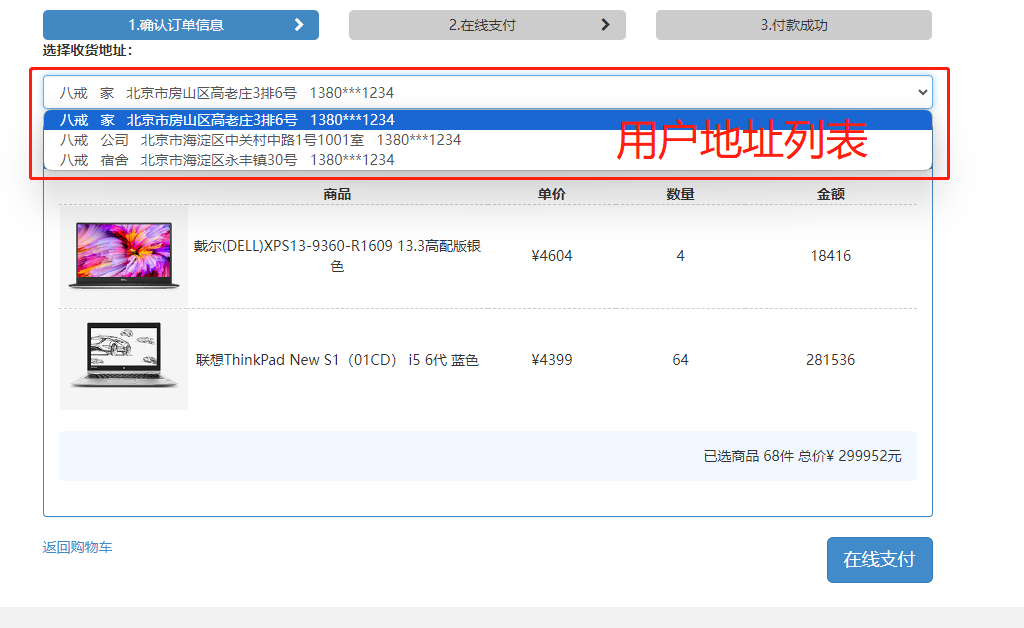 1.确认订单信息 2.在线支付 3.付款成功
选择收货地址：
八戒 家 北京市房山区高老庄3排6号 1380***1234
八戒 家 北京市房山区高老庄3排6号 1380***1234
八戒 公司 北京市海淀区中关村中路1号1001室 1380***1234
八戒 宿舍 北京市海淀区永丰镇30号 1380***1234
用户地址列表
商品 单价 数量 金额
戴尔(DELL)XPS13-9360-R1609 13.3高配版银
色
¥4604 4 18416
联想ThinkPad New S1（01CD） i5 6代 蓝色 ¥4399 64 281536
已选商品 68件 总价¥ 299952元
返回购物车
在线支付